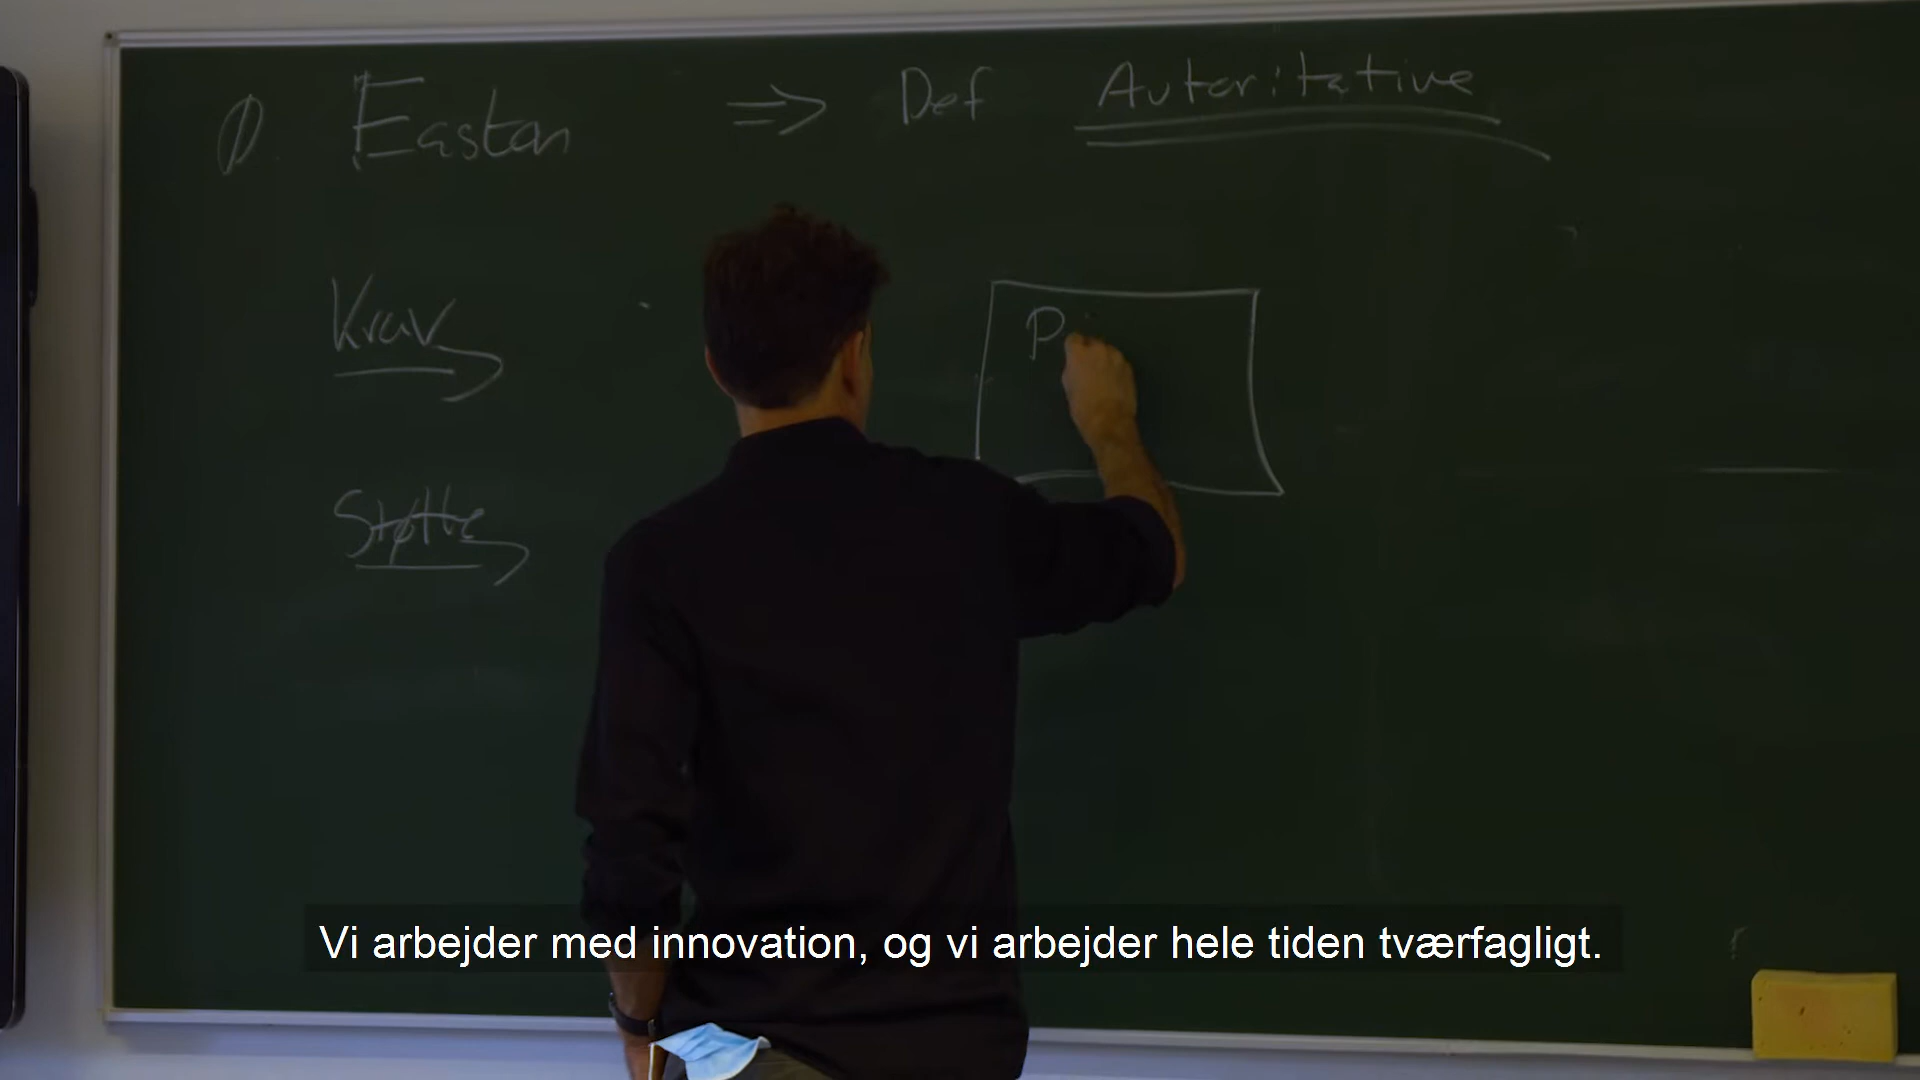 D. Easton => Def Autoritative
Krav
P
Støtte
Vi arbejder med innovation, og vi arbejder hele tiden tværfagligt.